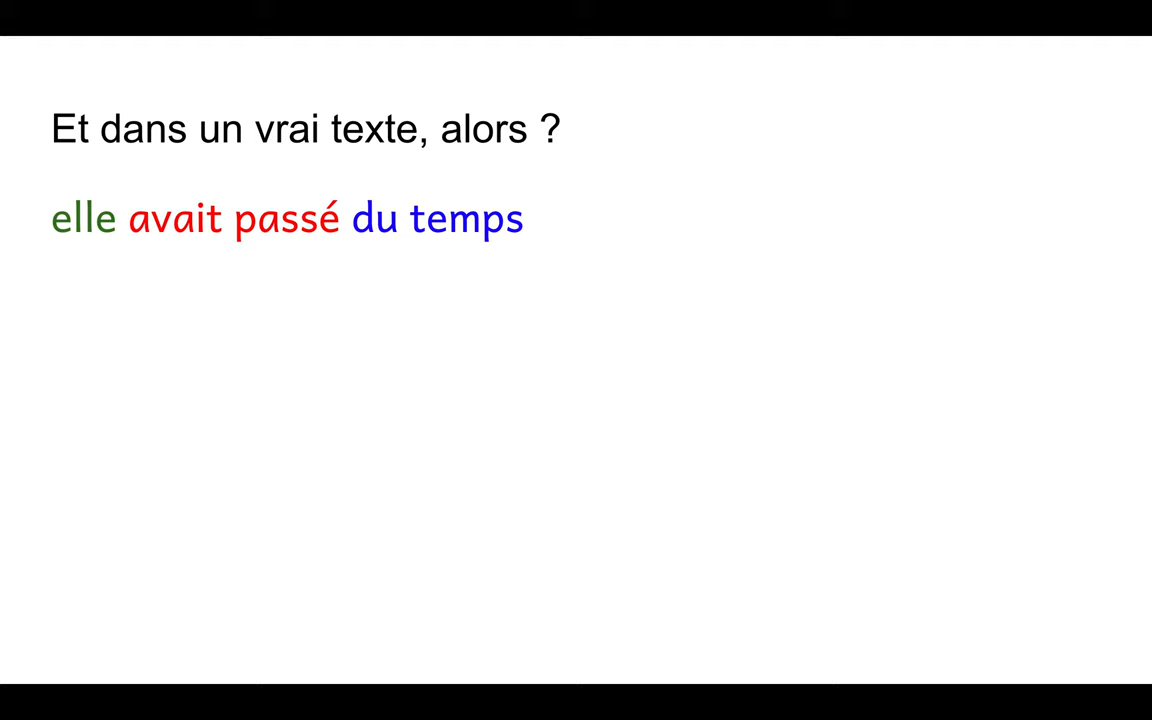 Et dans un vrai texte, alors ?
elle avait passé du temps